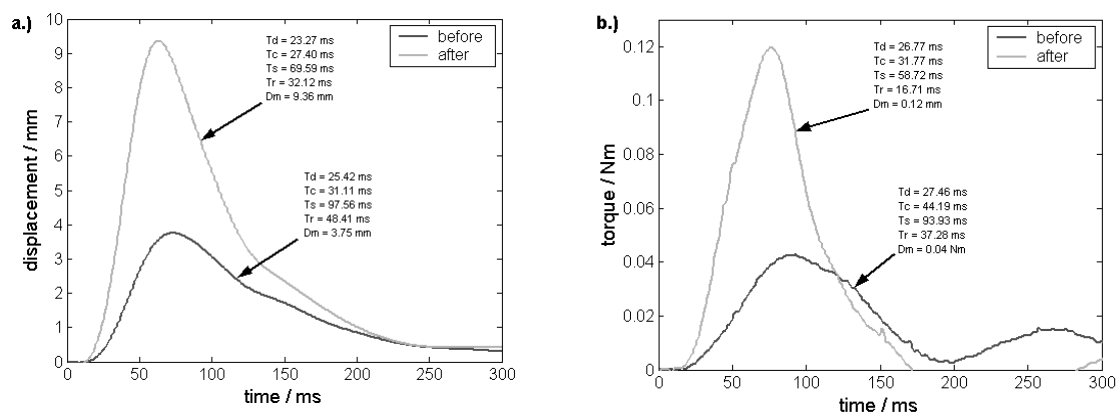 a.)
10
9
8
7
6
5
4
3
2
1
0
displacement / mm
Td = 23.27 ms
Tc = 27.40 ms
Ts = 69.59 ms
Tr = 32.12 ms
Dm = 9.36 mm
before
after
Td = 25.42 ms
Tc = 31.11 ms
Ts = 97.56 ms
Tr = 48.41 ms
Dm = 3.75 mm
0 50 100 150 200 250 300
time / ms
b.)
0.12
0.1
0.08
0.06
0.04
0.02
0
torque / Nm
Td = 26.77 ms
Tc = 31.77 ms
Ts = 58.72 ms
Tr = 16.71 ms
Dm = 0.12 mm
before
after
Td = 27.46 ms
Tc = 44.19 ms
Ts = 93.93 ms
Tr = 37.28 ms
Dm = 0.04 Nm
0 50 100 150 200 250 300
time / ms